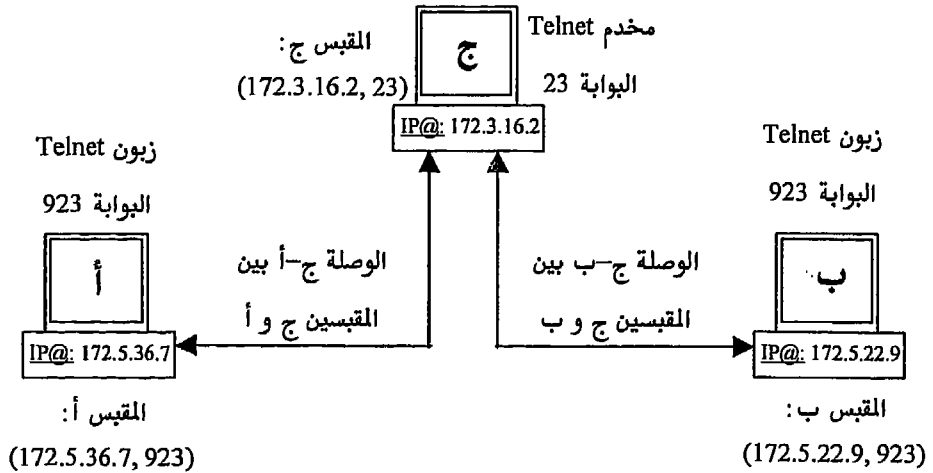 المقبس ج:
(172.3.16.2, 23)
ج
مخدم Telnet
البوابة 23
IP@: 172.3.16.2
زبون Telnet
البوابة 923
أ
IP@: 172.5.36.7
المقبس أ:
(172.5.36.7, 923)
الوصلة ج–أ بين
المقبسين ج و أ
الوصلة ج–ب بين
المقبسين ج و ب
زبون Telnet
البوابة 923
ب
IP@: 172.5.22.9
المقبس ب:
(172.5.22.9, 923)